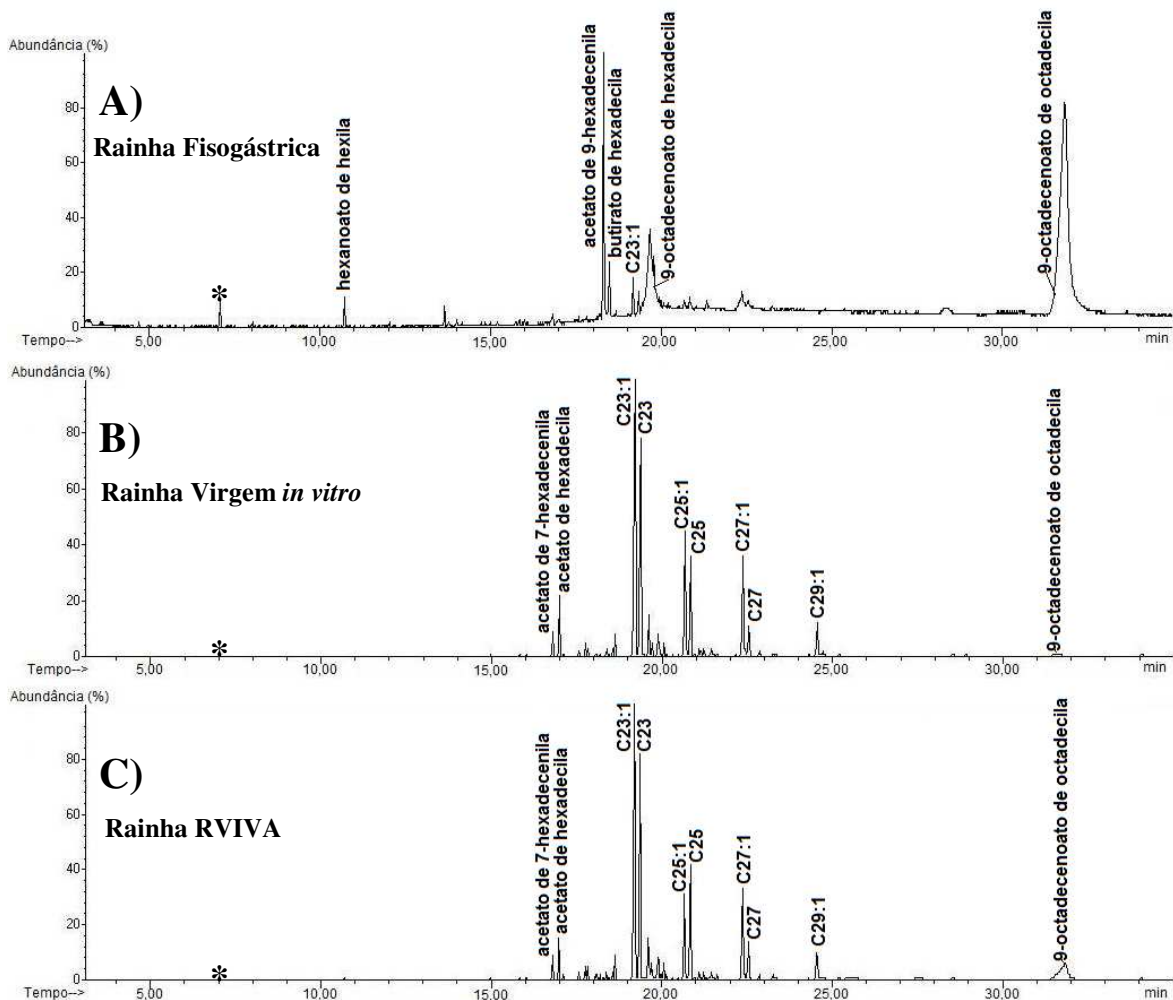 Abundância (%)
A)
Rainha Fisogástrica
80
60
40
20
0
*
hexanoato de hexila
acetato de 9-hexadecenila
butirato de hexadecila
C23:1
9-octadecenoato de hexadecila
9-octadecenoato de octadecila
Tempo--> 5,00 10,00 15,00 20,00 25,00 30,00 min
Abundância (%)
B)
Rainha Virgem in vitro
80
60
40
20
0
*
acetato de 7-hexadecenila
acetato de hexadecila
C23:1
C23
C25:1
C25
C27:1
C27
C29:1
9-octadecenoato de octadecila
Tempo--> 5,00 10,00 15,00 20,00 25,00 30,00 min
Abundância (%)
C)
Rainha RVIVA
80
60
40
20
0
*
acetato de 7-hexadecenila
acetato de hexadecila
C23:1
C23
C25:1
C25
C27:1
C27
C29:1
9-octadecenoato de octadecila
Tempo--> 5,00 10,00 15,00 20,00 25,00 30,00 min